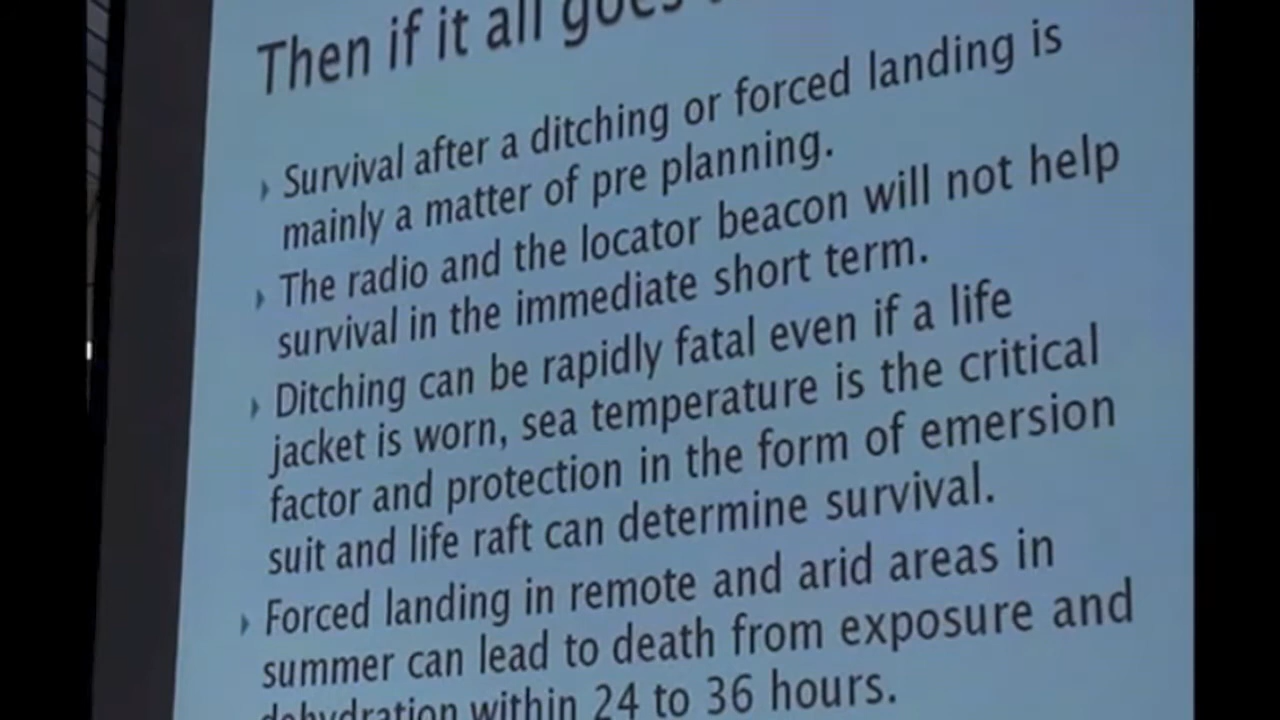 Then if it all goes
Survival after a ditching or forced landing is
mainly a matter of pre planning.
The radio and the locator beacon will not help
survival in the immediate short term.
Ditching can be rapidly fatal even if a life
jacket is worn, sea temperature is the critical
factor and protection in the form of emersion
suit and life raft can determine survival.
Forced landing in remote and arid areas in
summer can lead to death from exposure and
dehydration within 24 to 36 hours.